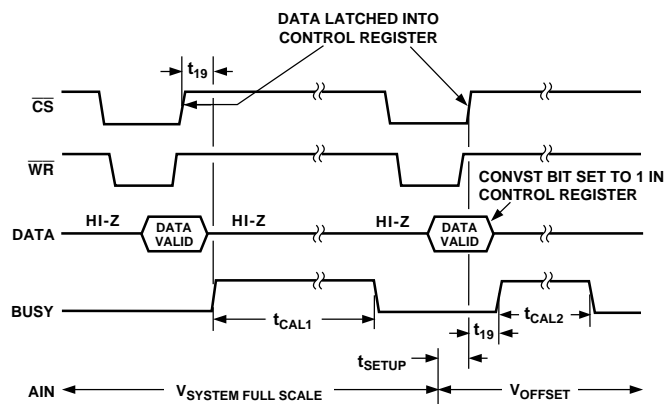 DATA LATCHED INTO
CONTROL REGISTER
t19
CS
WR
CONVST BIT SET TO 1 IN
CONTROL REGISTER
HI-Z
DATA
VALID
HI-Z
HI-Z
DATA
VALID
DATA
BUSY
tCAL1
t19
tCAL2
tSETUP
AIN
VSYSTEM FULL SCALE
VOFFSET